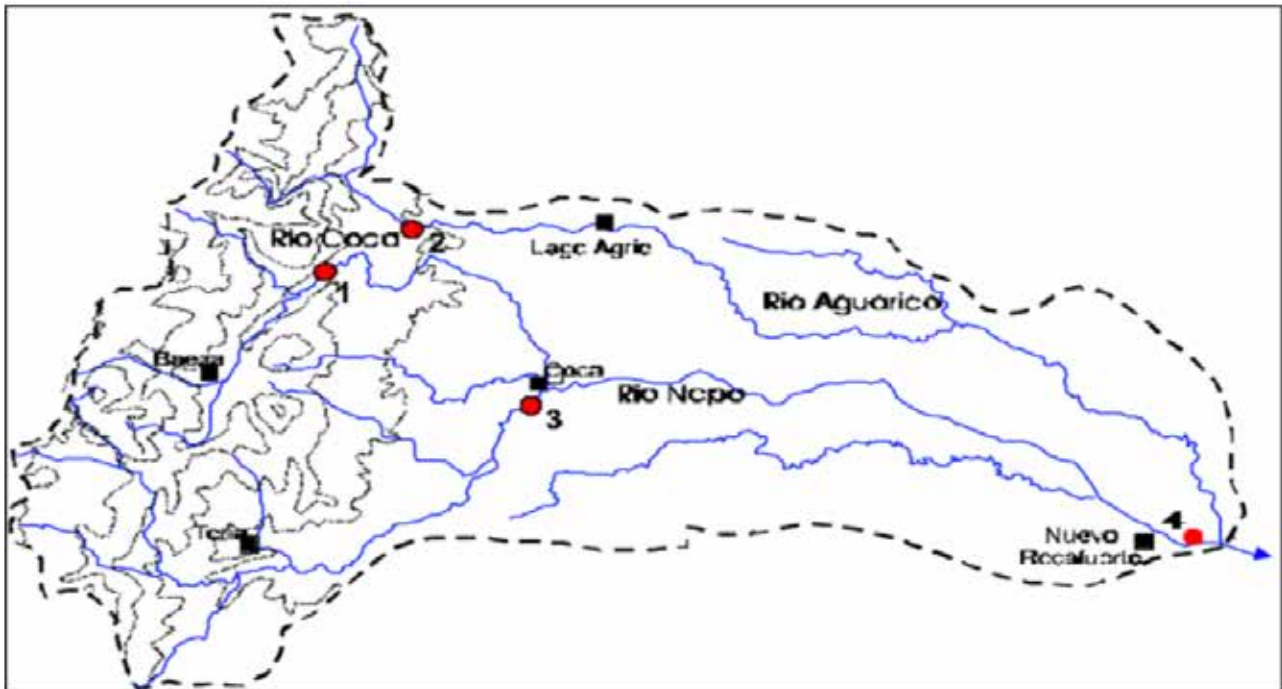 Rio Coca
2
1
Lago Agrio
Rio Aguarico
Baeza
Coca
Rio Napo
3
Tena
4
Nuevo
Rocafuerte